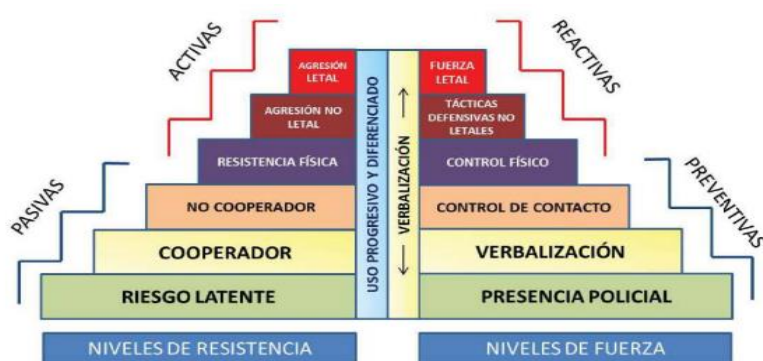 ACTIVAS
REACTIVAS
AGRESIÓN
LETAL
FUERZA
LETAL
AGRESIÓN NO
LETAL
TÁCTICAS
DEFENSIVAS NO
LETALES
RESISTENCIA FÍSICA
CONTROL FÍSICO
PASIVAS
PREVENTIVAS
NO COOPERADOR
CONTROL DE CONTACTO
COOPERADOR
VERBALIZACIÓN
RIESGO LATENTE
PRESENCIA POLICIAL
USO PROGRESIVO Y DIFERENCIADO
VERBALIZACIÓN
NIVELES DE RESISTENCIA
NIVELES DE FUERZA